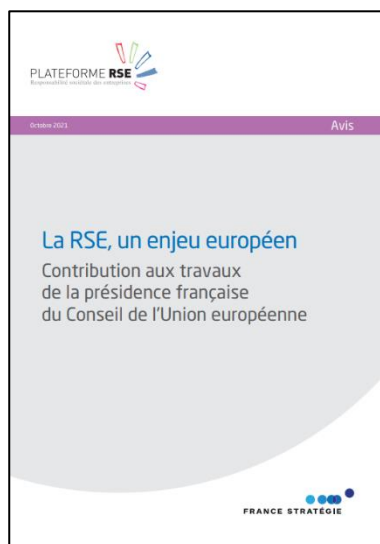 PLATEFORME RSE
Responsabilité sociétale des entreprises
Octobre 2021
Avis
La RSE, un enjeu européen
Contribution aux travaux
de la présidence française
du Conseil de l'Union européenne
FRANCE STRATÉGIE